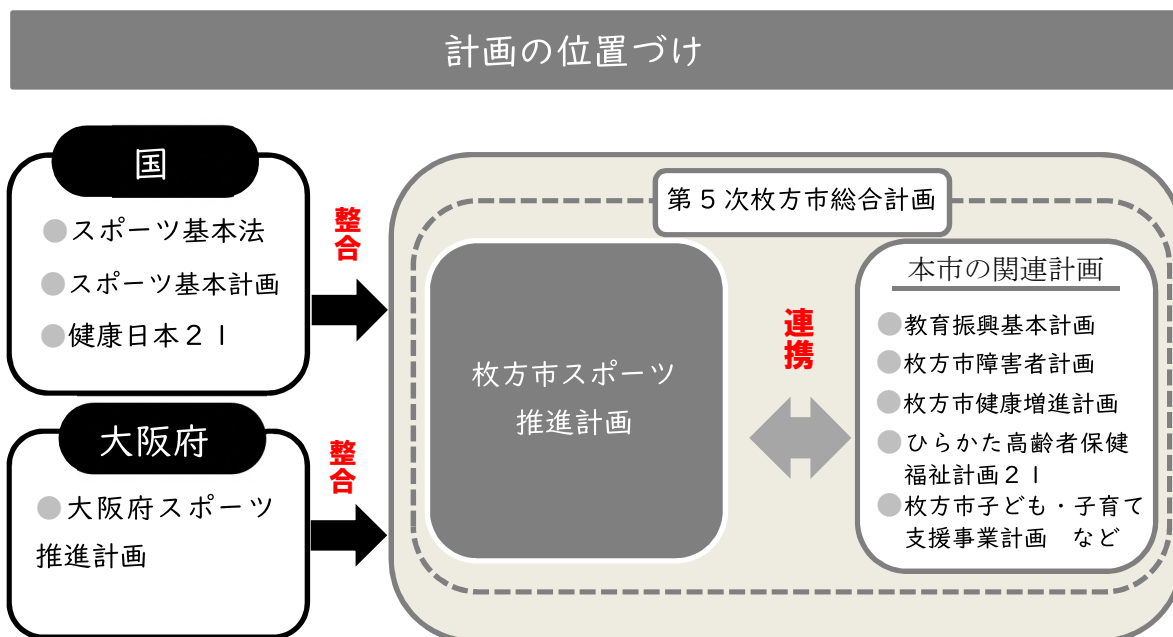 計画の位置づけ
国
●スポーツ基本法
●スポーツ基本計画
●健康日本21
整合
大阪府
●大阪府スポーツ
推進計画
整合
第5次枚方市総合計画
枚方市スポーツ
推進計画
連携
本市の関連計画
●教育振興基本計画
●枚方市障害者計画
●枚方市健康増進計画
●ひらかた高齢者保健
福祉計画21
●枚方市子ども・子育て
支援事業計画　など